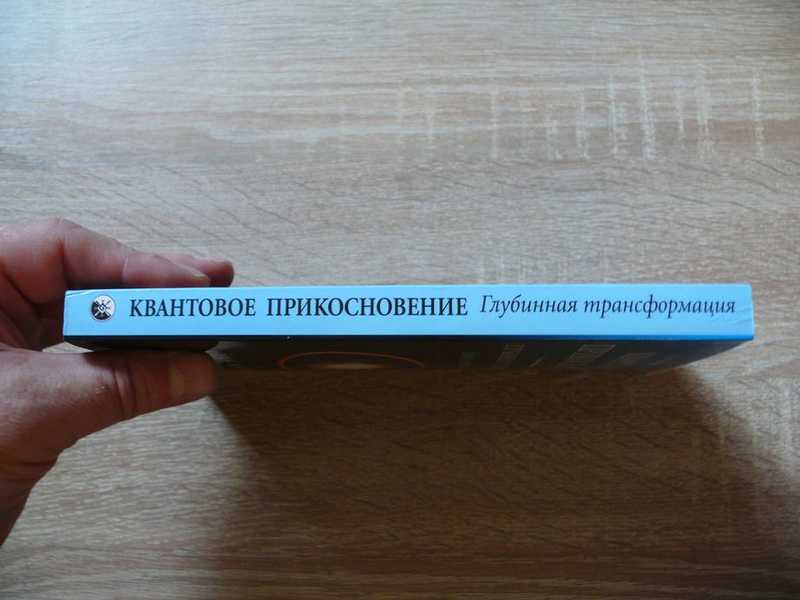 КВАНТОВОЕ ПРИКОСНОВЕНИЕ Глубинная трансформация